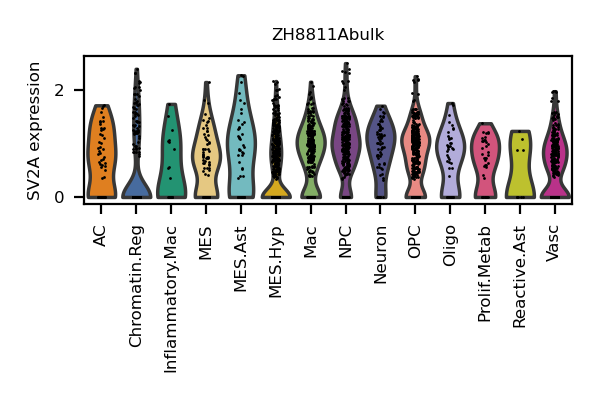 ZH8811Abulk
SV2A expression
2
0
AC
Chromatin.Reg
Inflammatory.Mac
MES
MES.Ast
MES.Hyp
Mac
NPC
Neuron
OPC
Oligo
Prolif.Metab
Reactive.Ast
Vasc